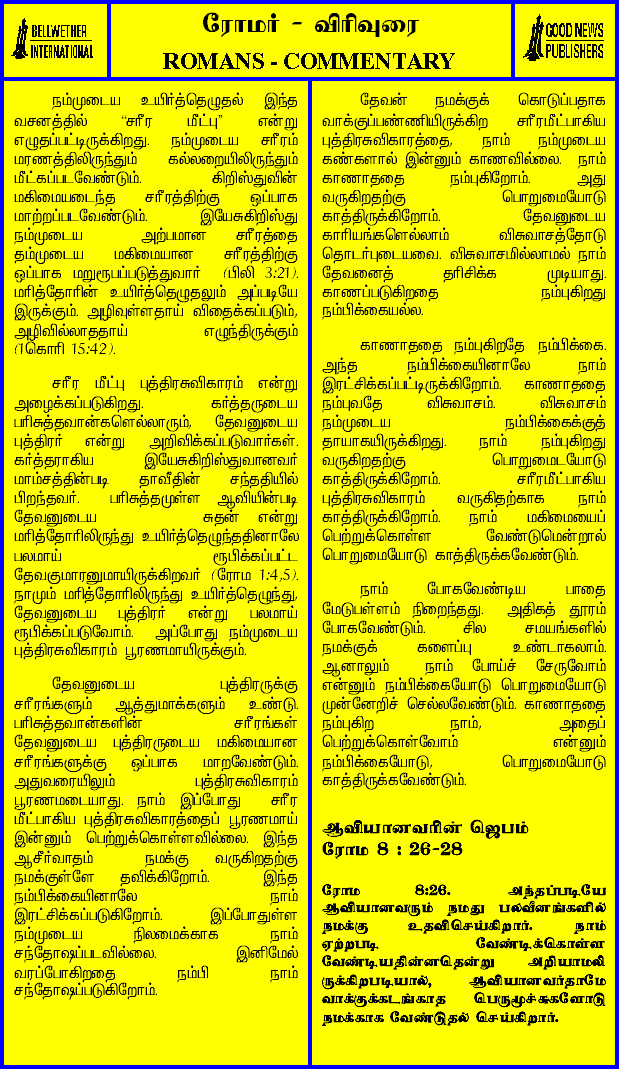 BELLWETHER
INTERNATIONAL
ரோமர் - விரிவுரை
ROMANS - COMMENTARY
GOOD NEWS
PUBLISHERS
நம்முடைய உயிர்த்தெழுதல் இந்த
வசனத்தில் “சரீர மீட்பு” என்று
எழுதப்பட்டிருக்கிறது. நம்முடைய சரீரம்
மரணத்திலிருந்தும் கல்லறையிலிருந்தும்
மீட்கப்படவேண்டும். கிறிஸ்துவின்
மகிமையடைந்த சரீரத்திற்கு ஒப்பாக
மாற்றப்படவேண்டும். இயேசுகிறிஸ்து
நம்முடைய அற்பமான சரீரத்தை
தம்முடைய மகிமையான சரீரத்திற்கு
ஒப்பாக மறுரூபப்படுத்துவார் (பிலி 3:21).
மரித்தோரின் உயிர்த்தெழுதலும் அப்படியே
இருக்கும். அழிவுள்ளதாய் விதைக்கப்படும்,
அழிவில்லாததாய் எழுந்திருக்கும்
(1கொரி 15:42).
சரீர மீட்பு புத்திரசுவிகாரம் என்று
அழைக்கப்படுகிறது. கர்த்தருடைய
பரிசுத்தவான்களெல்லாரும், தேவனுடைய
புத்திரர் என்று அறிவிக்கப்படுவார்கள்.
கர்த்தராகிய இயேசுகிறிஸ்துவானவர்
மாம்சத்தின்படி தாவீதின் சந்ததியில்
பிறந்தவர். பரிசுத்தமுள்ள ஆவியின்படி
தேவனுடைய சுதன் என்று
மரித்தோரிலிருந்து உயிர்த்தெழுந்ததினாலே
பலமாய் ரூபிக்கப்பட்ட
தேவகுமாரனுமாயிருக்கிறவர் (ரோம 1:4,5).
நாமும் மரித்தோரிலிருந்து உயிர்த்தெழுந்து,
தேவனுடைய புத்திரர் என்று பலமாய்
ரூபிக்கப்படுவோம். அப்போது நம்முடைய
புத்திரசுவிகாரம் பூரணமாயிருக்கும்.
தேவனுடைய புத்திரருக்கு
சரீரங்களும் ஆத்துமாக்களும் உண்டு.
பரிசுத்தவான்களின் சரீரங்கள்
தேவனுடைய புத்திரருடைய மகிமையான
சரீரங்களுக்கு ஒப்பாக மாறவேண்டும்.
அதுவரையிலும் புத்திரசுவிகாரம்
பூரணமடையாது. நாம் இப்போது சரீர
மீட்பாகிய புத்திரசுவிகாரத்தைப் பூரணமாய்
இன்னும் பெற்றுக்கொள்ளவில்லை. இந்த
ஆசீர்வாதம் நமக்கு வருகிறதற்கு
நமக்குள்ளே தவிக்கிறோம். இந்த
நம்பிக்கையினாலே நாம்
இரட்சிக்கப்படுகிறோம். இப்போதுள்ள
நம்முடைய நிலமைக்காக நாம்
சந்தோஷப்படவில்லை. இனிமேல்
வரப்போகிறதை நம்பி நாம்
சந்தோஷப்படுகிறோம்.
தேவன் நமக்குக் கொடுப்பதாக
வாக்குப்பண்ணியிருக்கிற சரீரமீட்பாகிய
புத்திரசுவிகாரத்தை, நாம் நம்முடைய
கண்களால் இன்னும் காணவில்லை. நாம்
காணாததை நம்புகிறோம். அது
வருகிறதற்கு பொறுமையோடு
காத்திருக்கிறோம். தேவனுடைய
காரியங்களெல்லாம் விசுவாசத்தோடு
தொடர்புடையவை. விசுவாசமில்லாமல் நாம்
தேவனைத் தரிசிக்க முடியாது.
காணப்படுகிறதை நம்புகிறது
நம்பிக்கையல்ல.
காணாததை நம்புகிறதே நம்பிக்கை.
அந்த நம்பிக்கையினாலே நாம்
இரட்சிக்கப்பட்டிருக்கிறோம். காணாததை
நம்புவதே விசுவாசம். விசுவாசம்
நம்முடைய நம்பிக்கைக்குத்
தாயாகயிருக்கிறது. நாம் நம்புகிறது
வருகிறதற்கு பொறுமைடயோடு
காத்திருக்கிறோம். சரீரமீட்பாகிய
புத்திரசுவிகாரம் வருகிதற்காக நாம்
காத்திருக்கிறோம். நாம் மகிமையைப்
பெற்றுக்கொள்ள வேண்டுமென்றால்
பொறுமையோடு காத்திருக்கவேண்டும்.
நாம் போகவேண்டிய பாதை
மேடுபள்ளம் நிறைந்தது. அதிகத் தூரம்
போகவேண்டும். சில சமயங்களில்
நமக்குக் களைப்பு உண்டாகலாம்.
ஆனாலும் நாம் போய்ச் சேருவோம்
என்னும் நம்பிக்கையோடு பொறுமையோடு
முன்னேறிச் செல்லவேண்டும். காணாததை
நம்புகிற நாம், அதைப்
பெற்றுக்கொள்வோம் என்னும்
நம்பிக்கையோடு, பொறுமையோடு
காத்திருக்கவேண்டும்.
ஆவியானவரின் ஜெபம்
ரோம 8 : 26-28
ரோம 8:26. அந்தப்படியே
ஆவியானவரும் நமது பலவீனங்களில்
நமக்கு உதவிசெய்கிறார். நாம்
ஏற்றபடி வேண்டிக்கொள்ள
வேண்டியதின்னதென்று அறியாமலி
ருக்கிறபடியால், ஆவியானவர்தாமே
வாக்குக்கடங்காத பெருமூச்சுகளோடு
நமக்காக வேண்டுதல் செய்கிறார்.